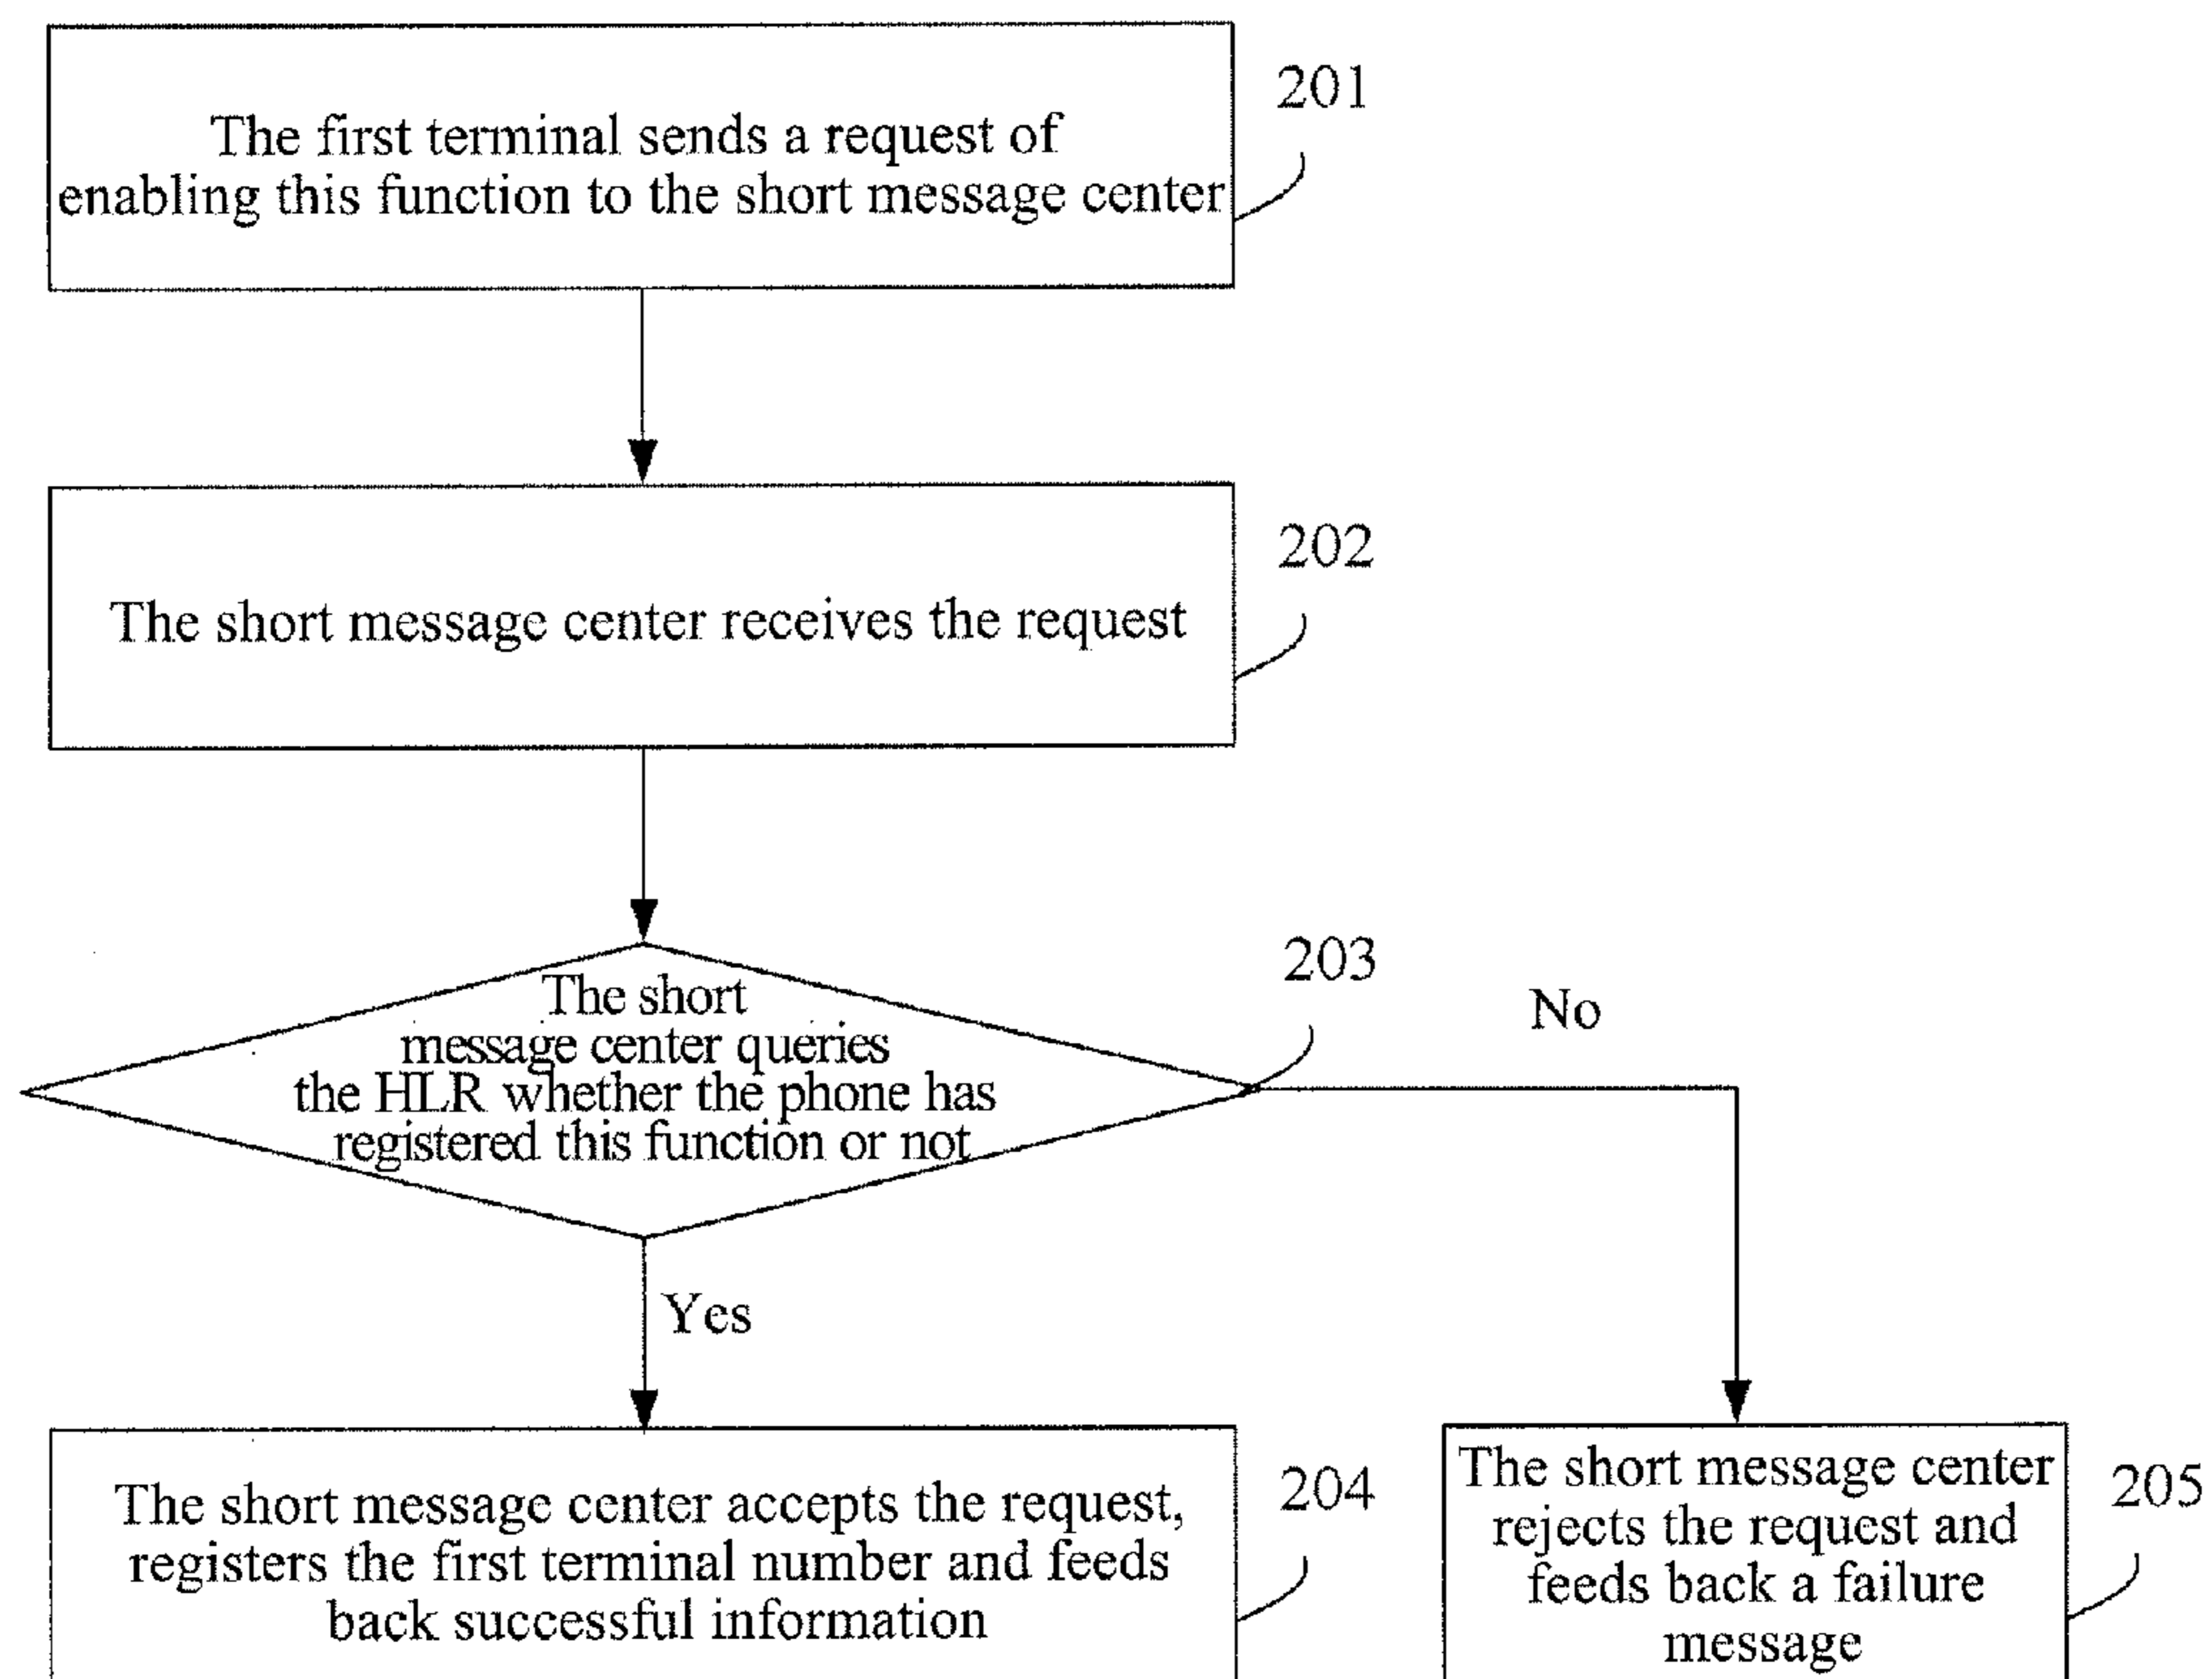 The first terminal sends a request of
enabling this function to the short message center
201
The short message center receives the request
202
The short
message center queries
the HLR whether the phone has
registered this function or not
203
No
Yes
The short message center accepts the request,
registers the first terminal number and feeds
back successful information
204
The short message center
rejects the request and
feeds back a failure
message
205